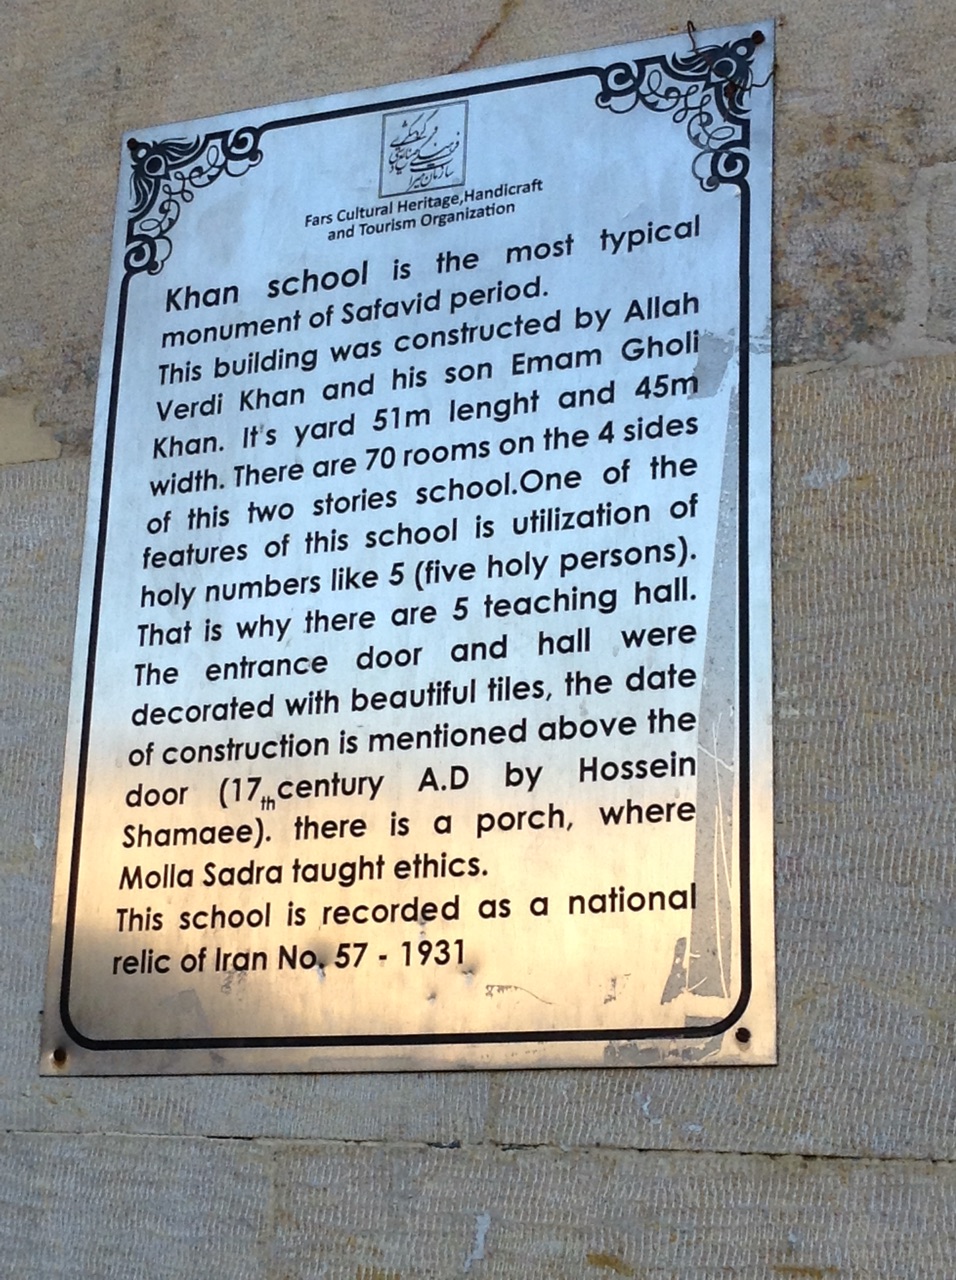 سازمان میراث
فرهنگی، صنایع دستی
و گردشگری
Fars Cultural Heritage,Handicraft
and Tourism Organization
Khan school is the most typical
monument of Safavid period.
This building was constructed by Allah
Verdi Khan and his son Emam Gholi
Khan. It's yard 51m lenght and 45m
width. There are 70 rooms on the 4 sides
of this two stories school.One of the
features of this school is utilization of
holy numbers like 5 (five holy persons).
That is why there are 5 teaching hall.
The entrance door and hall were
decorated with beautiful tiles, the date
of construction is mentioned above the
door (17th century A.D by Hossein
Shamaee). there is a porch, where
Molla Sadra taught ethics.
This school is recorded as a national
relic of Iran No. 57 - 1931